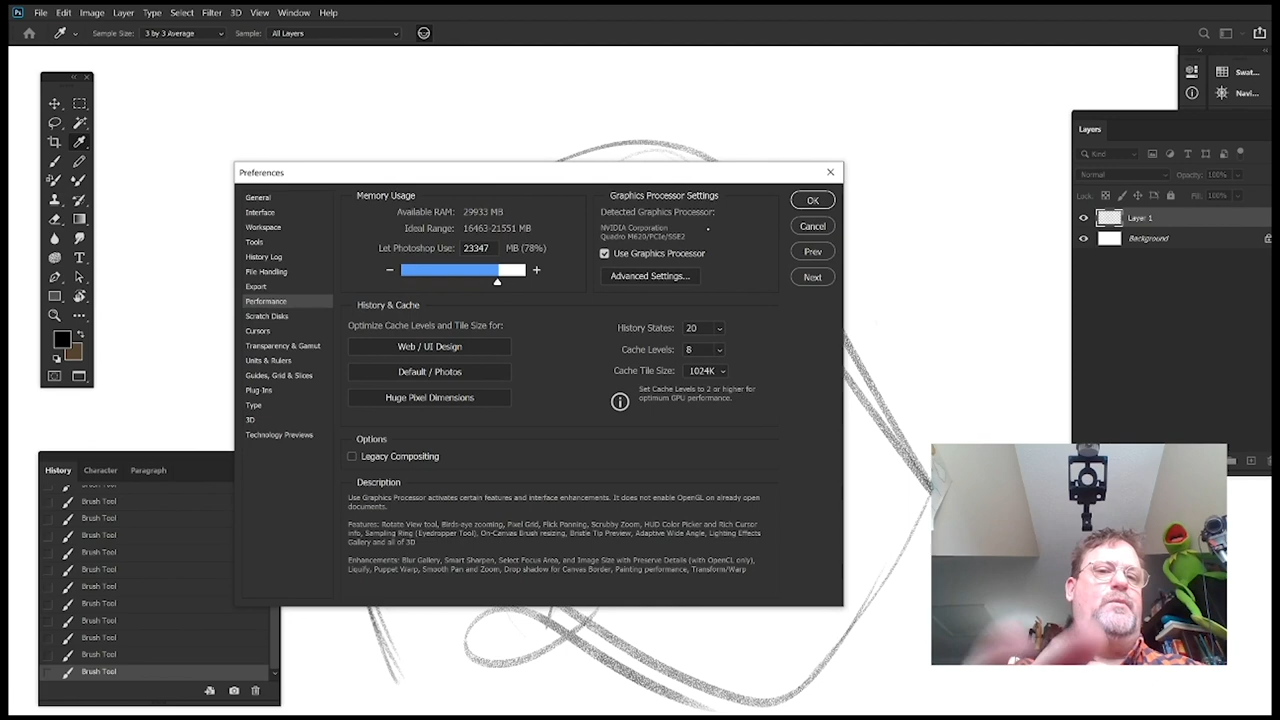 Ps File Edit Image Layer Type Select Filter 3D View Window Help
Sample Size: 3 by 3 Average Sample: All Layers
Swat...
Navi...
Layers
Kind
Normal Opacity: 100%
Lock: Fill: 100%
Layer 1
Background
Preferences
General
Interface
Workspace
Tools
History Log
File Handling
Export
Performance
Scratch Disks
Cursors
Transparency & Gamut
Units & Rulers
Guides, Grid & Slices
Plug-Ins
Type
3D
Technology Previews
Memory Usage
Available RAM: 29933 MB
Ideal Range: 16463-21551 MB
Let Photoshop Use: 23347 MB (78%)
Graphics Processor Settings
Detected Graphics Processor:
NVIDIA Corporation
Quadro M620/PCIe/SSE2
Use Graphics Processor
Advanced Settings...
OK
Cancel
Prev
Next
History & Cache
Optimize Cache Levels and Tile Size for:
Web / UI Design
Default / Photos
Huge Pixel Dimensions
History States: 20
Cache Levels: 8
Cache Tile Size: 1024K
Set Cache Levels to 2 or higher for
optimum GPU performance.
Options
Legacy Compositing
Description
Use Graphics Processor activates certain features and interface enhancements. It does not enable OpenGL on already open
documents.
Features: Rotate View tool, Birds-eye zooming, Pixel Grid, Flick Panning, Scrubby Zoom, HUD Color Picker and Rich Cursor
info, Sampling Ring (Eyedropper Tool), On-Canvas Brush resizing, Bristle Tip Preview, Adaptive Wide Angle, Lighting Effects
Gallery and all of 3D
Enhancements: Blur Gallery, Smart Sharpen, Select Focus Area, and Image Size with Preserve Details (with OpenCL only),
Liquify, Puppet Warp, Smooth Pan and Zoom, Drop shadow for Canvas Border, Painting performance, Transform/Warp
History Character Paragraph
Brush Tool
Brush Tool
Brush Tool
Brush Tool
Brush Tool
Brush Tool
Brush Tool
Brush Tool
Brush Tool
Brush Tool
Brush Tool
Brush Tool